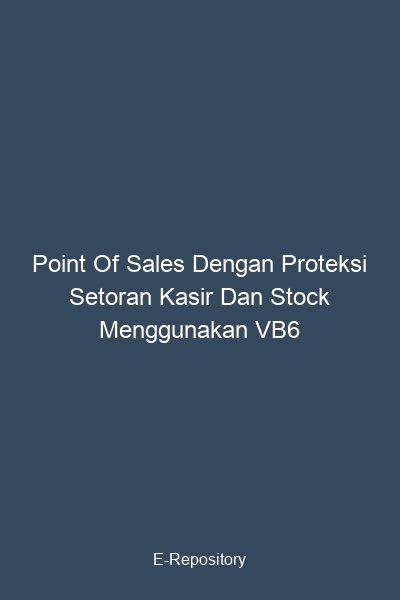 Point Of Sales Dengan Proteksi
Setoran Kasir Dan Stock
Menggunakan VB6
E-Repository